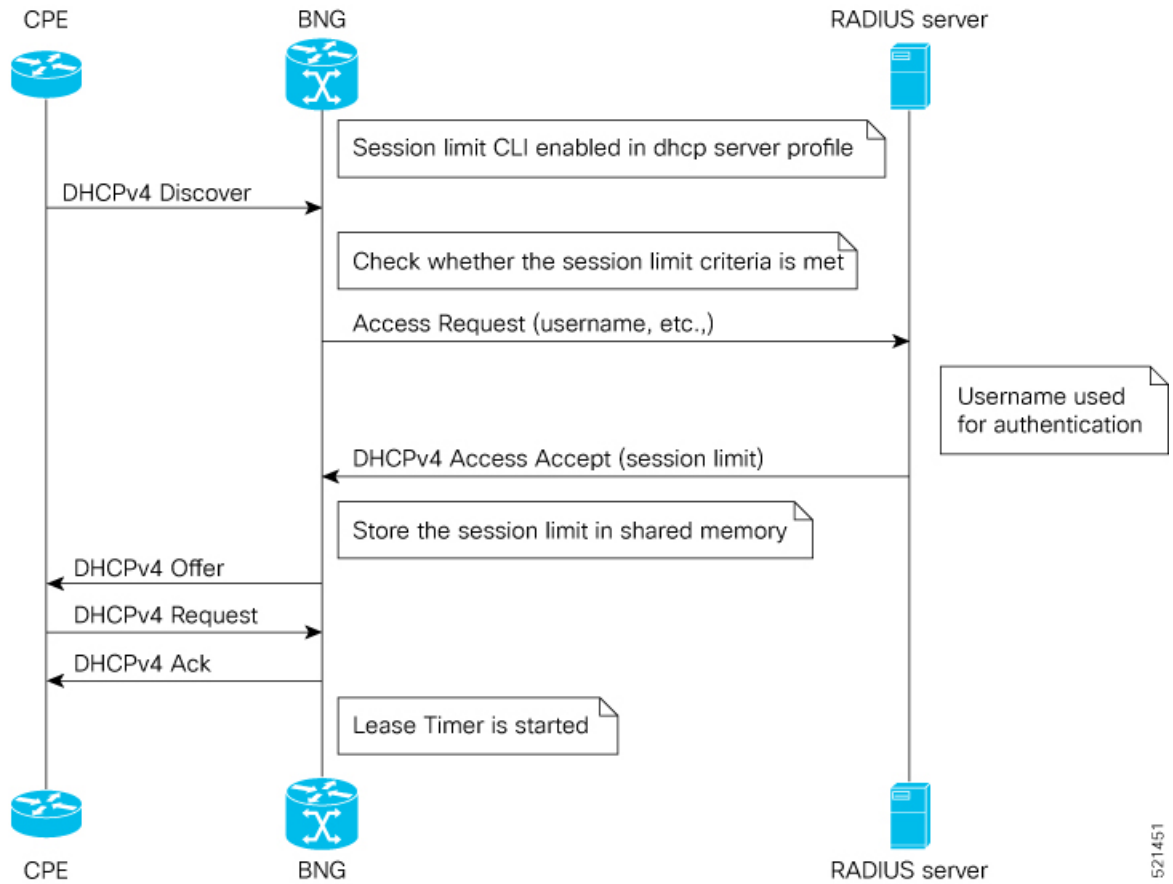 CPE
BNG
RADIUS server
Session limit CLI enabled in dhcp server profile
DHCPv4 Discover
Check whether the session limit criteria is met
Access Request (username, etc.,)
Username used
for authentication
DHCPv4 Access Accept (session limit)
Store the session limit in shared memory
DHCPv4 Offer
DHCPv4 Request
DHCPv4 Ack
Lease Timer is started
CPE
BNG
RADIUS server
521451